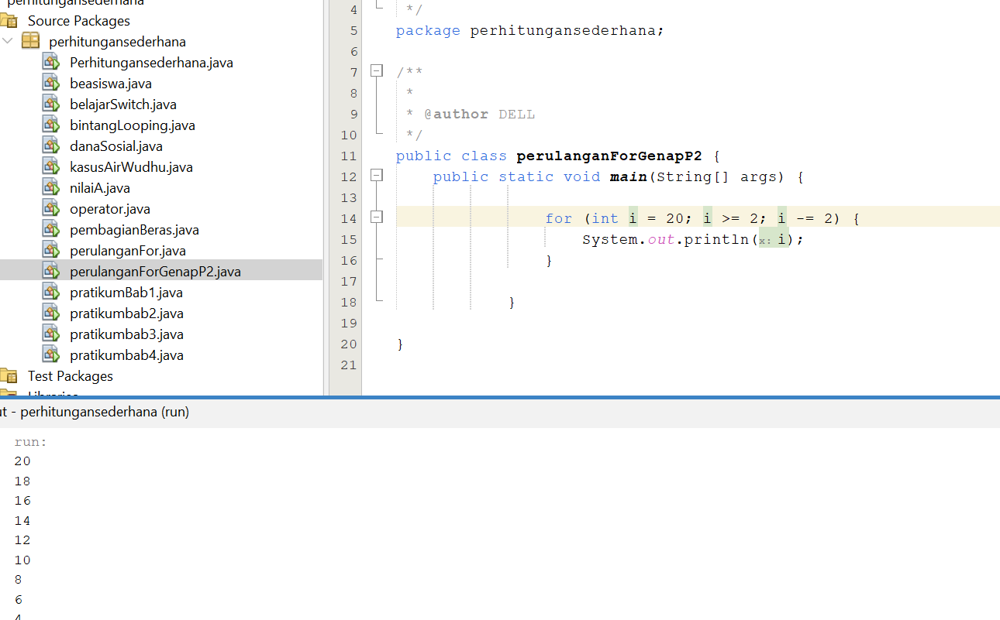 perhitungansederhana
Source Packages
perhitungansederhana
Perhitungansederhana.java
beasiswa.java
belajarSwitch.java
bintangLooping.java
danaSosial.java
kasusAirWudhu.java
nilaiA.java
operator.java
pembagianBeras.java
perulanganFor.java
perulanganForGenapP2.java
pratikumBab1.java
pratikumbab2.java
pratikumbab3.java
pratikumbab4.java
Test Packages
Libraries
4 */
5 package perhitungansederhana;
6
7 /**
8 *
9 * @author DELL
10 */
11 public class perulanganForGenapP2 {
12 public static void main(String[] args) {
13
14 for (int i = 20; i >= 2; i -= 2) {
15 System.out.println(x: i);
16 }
17
18 }
19
20 }
21
ut - perhitungansederhana (run)
run:
20
18
16
14
12
10
8
6
4